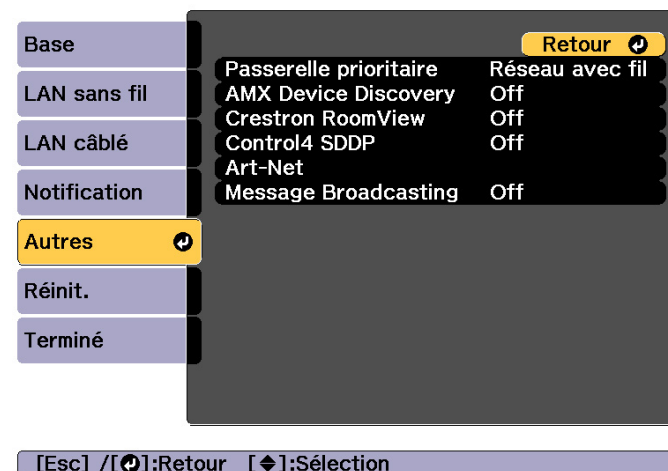 Base
LAN sans fil
LAN câblé
Notification
Autres
Réinit.
Terminé
Retour
Passerelle prioritaire Réseau avec fil
AMX Device Discovery Off
Crestron RoomView Off
Control4 SDDP Off
Art-Net
Message Broadcasting Off
[Esc] /[ ]:Retour [ ]:Sélection